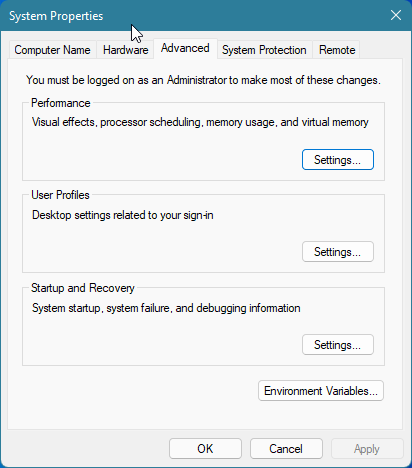 System Properties
Computer Name
Hardware
Advanced
System Protection
Remote
You must be logged on as an Administrator to make most of these changes.
Performance
Visual effects, processor scheduling, memory usage, and virtual memory
Settings...
User Profiles
Desktop settings related to your sign-in
Settings...
Startup and Recovery
System startup, system failure, and debugging information
Settings...
Environment Variables...
OK
Cancel
Apply